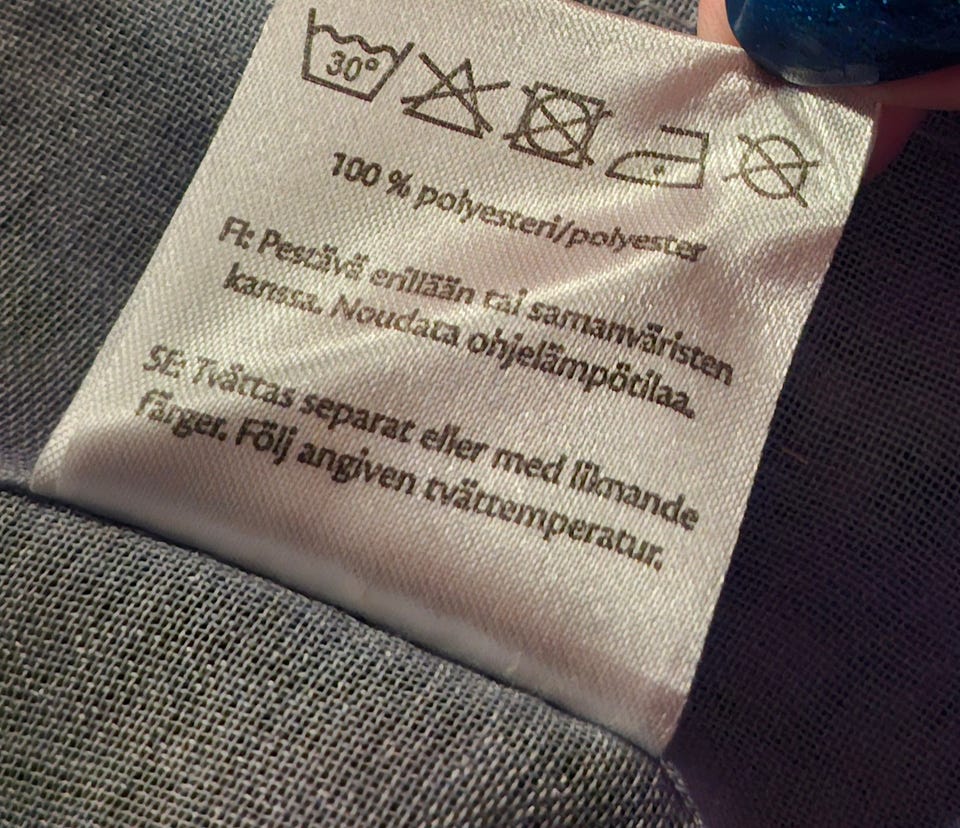 30°
100 % polyesteri/polyester
FI: Pestävä erillään tai samanväristen
kanssa. Noudata ohjelämpötilaa.
SE: Tvättas separat eller med liknande
färger. Följ angiven tvättemperatur.